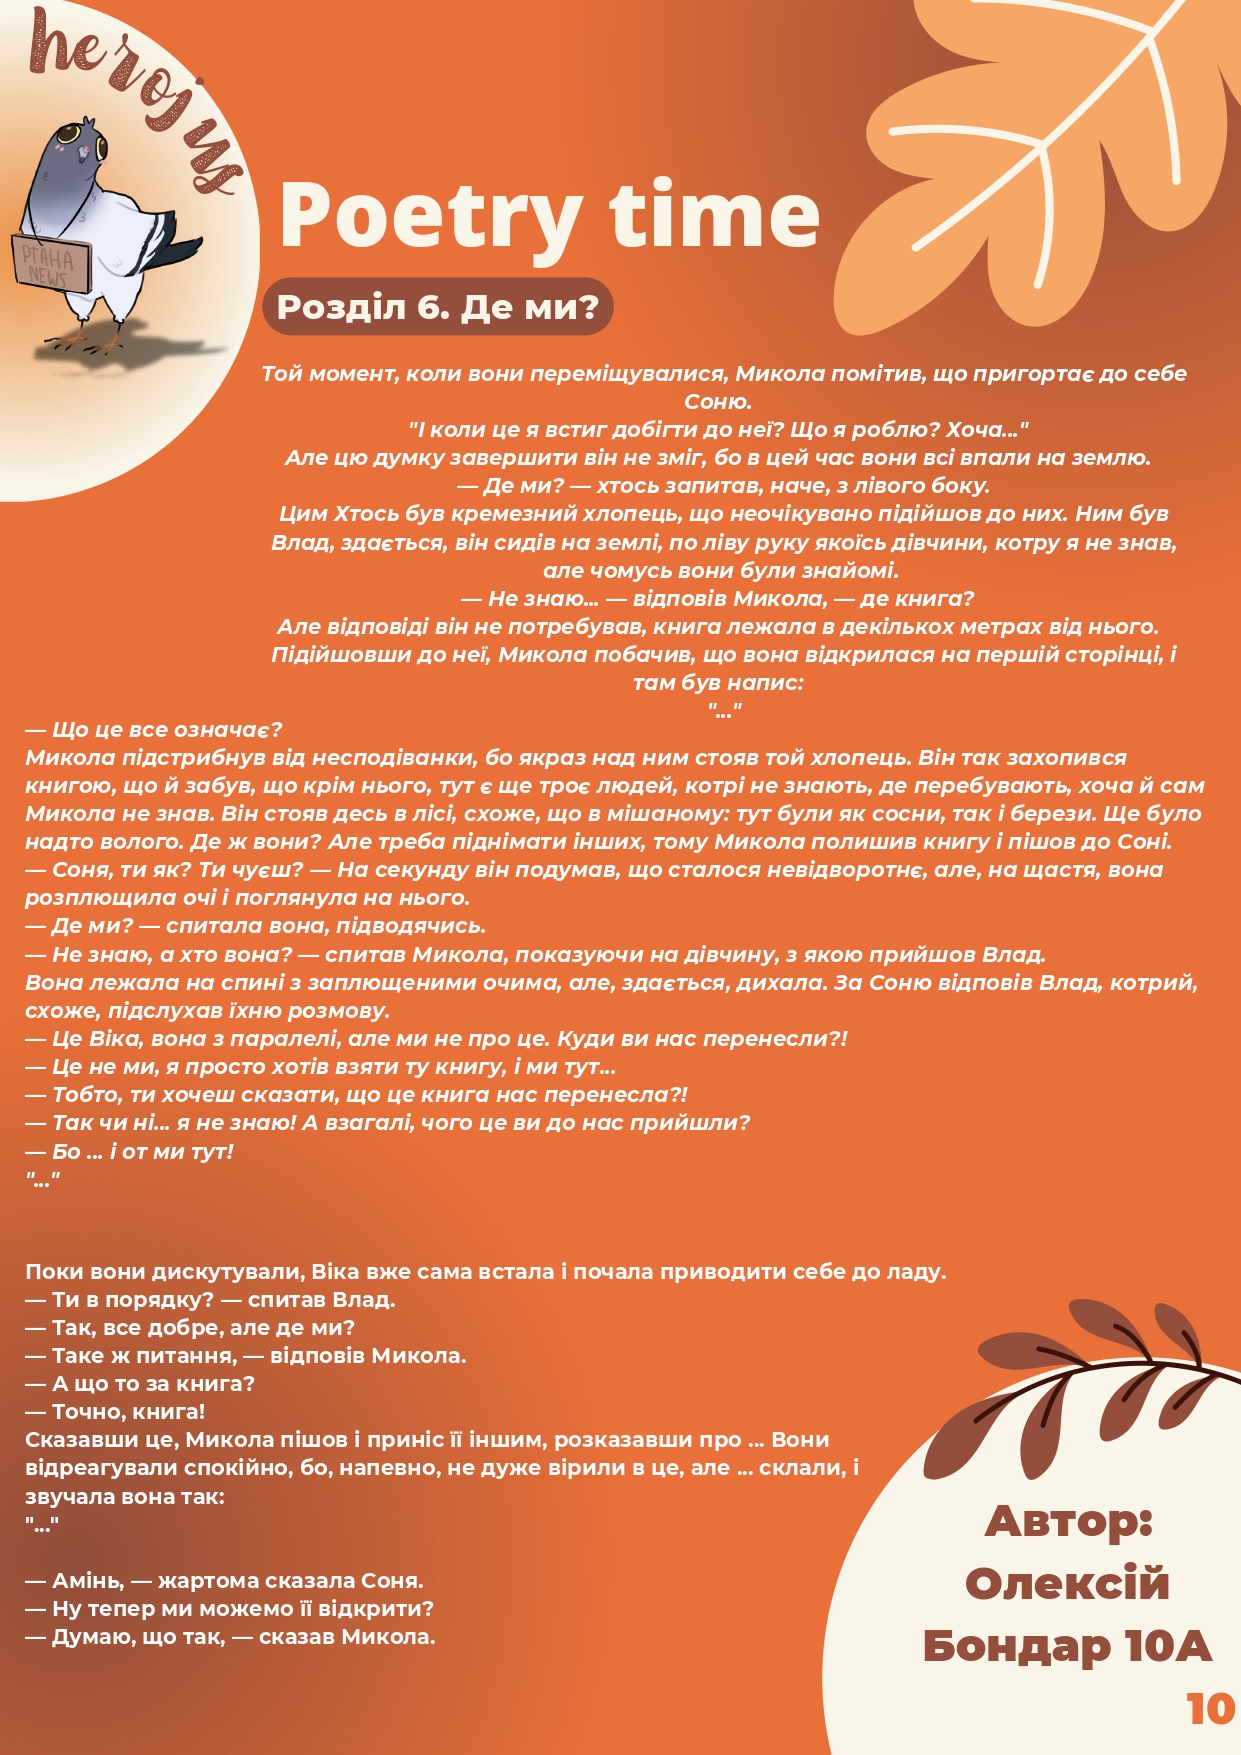 heroj ns
РТАНА
NEWS
Poetry time
Розділ 6. Де ми?
Той момент, коли вони переміщувалися, Микола помітив, що пригортає до себе
Соню.
"І коли це я встиг добігти до неї? Що я роблю? Хоча..."
Але цю думку завершити він не зміг, бо в цей час вони всі впали на землю.
— Де ми? — хтось запитав, наче, з лівого боку.
Цим Хтось був кремезний хлопець, що неочікувано підійшов до них. Ним був
Влад, здається, він сидів на землі, по ліву руку якоїсь дівчини, котру я не знав,
але чомусь вони були знайомі.
— Не знаю... — відповів Микола, — де книга?
Але відповіді він не потребував, книга лежала в декількох метрах від нього.
Підійшовши до неї, Микола побачив, що вона відкрилася на першій сторінці, і
там був напис:
"..."
— Що це все означає?
Микола підстрибнув від несподіванки, бо якраз над ним стояв той хлопець. Він так захопився
книгою, що й забув, що крім нього, тут є ще троє людей, котрі не знають, де перебувають, хоча й сам
Микола не знав. Він стояв десь в лісі, схоже, що в мішаному: тут були як сосни, так і берези. Ще було
надто волого. Де ж вони? Але треба піднімати інших, тому Микола полишив книгу і пішов до Соні.
— Соня, ти як? Ти чуєш? — На секунду він подумав, що сталося невідворотнє, але, на щастя, вона
розплющила очі і поглянула на нього.
— Де ми? — спитала вона, підводячись.
— Не знаю, а хто вона? — спитав Микола, показуючи на дівчину, з якою прийшов Влад.
Вона лежала на спині з заплющеними очима, але, здається, дихала. За Соню відповів Влад, котрий,
схоже, підслухав їхню розмову.
— Це Віка, вона з паралелі, але ми не про це. Куди ви нас перенесли?!
— Це не ми, я просто хотів взяти ту книгу, і ми тут...
— Тобто, ти хочеш сказати, що це книга нас перенесла?!
— Так чи ні... я не знаю! А взагалі, чого це ви до нас прийшли?
— Бо ... і от ми тут!
"..."
Поки вони дискутували, Віка вже сама встала і почала приводити себе до ладу.
— Ти в порядку? — спитав Влад.
— Так, все добре, але де ми?
— Таке ж питання, — відповів Микола.
— А що то за книга?
— Точно, книга!
Сказавши це, Микола пішов і приніс її іншим, розказавши про ... Вони
відреагували спокійно, бо, напевно, не дуже вірили в це, але ... склали, і
звучала вона так:
"..."
— Амінь, — жартома сказала Соня.
— Ну тепер ми можемо її відкрити?
— Думаю, що так, — сказав Микола.
Автор:
Олексій
Бондар 10А
10